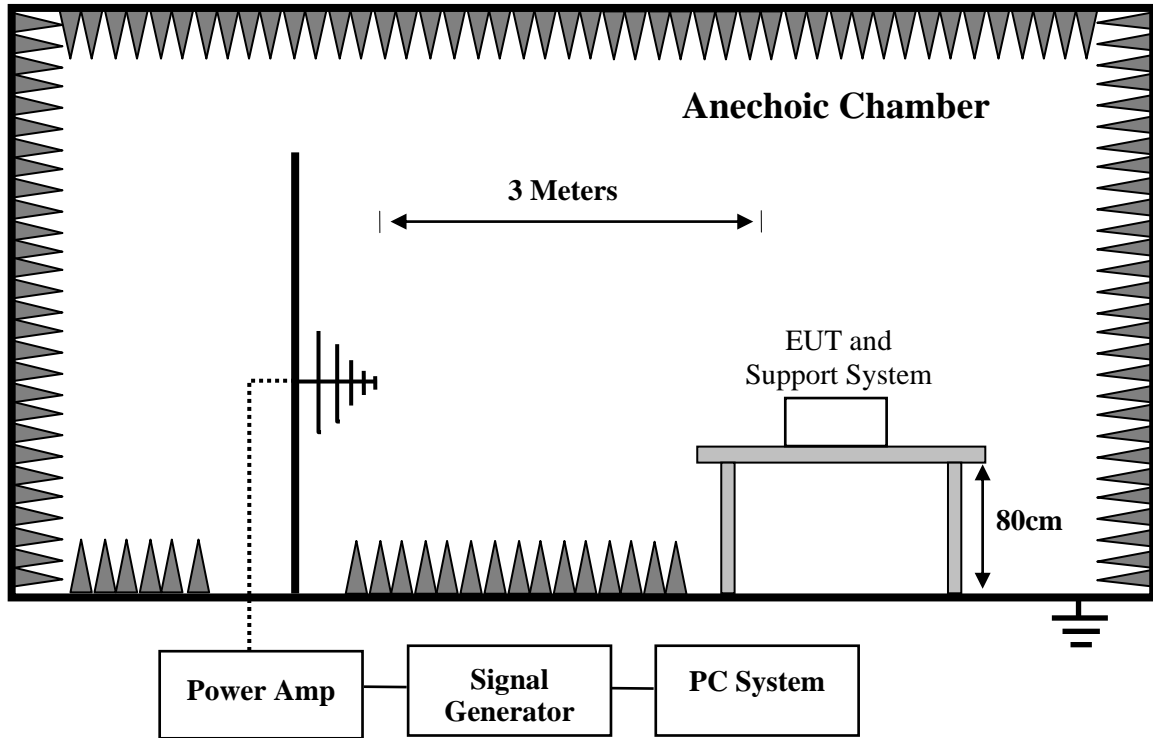 Anechoic Chamber
3 Meters
EUT and
Support System
80cm
Power Amp
Signal
Generator
PC System